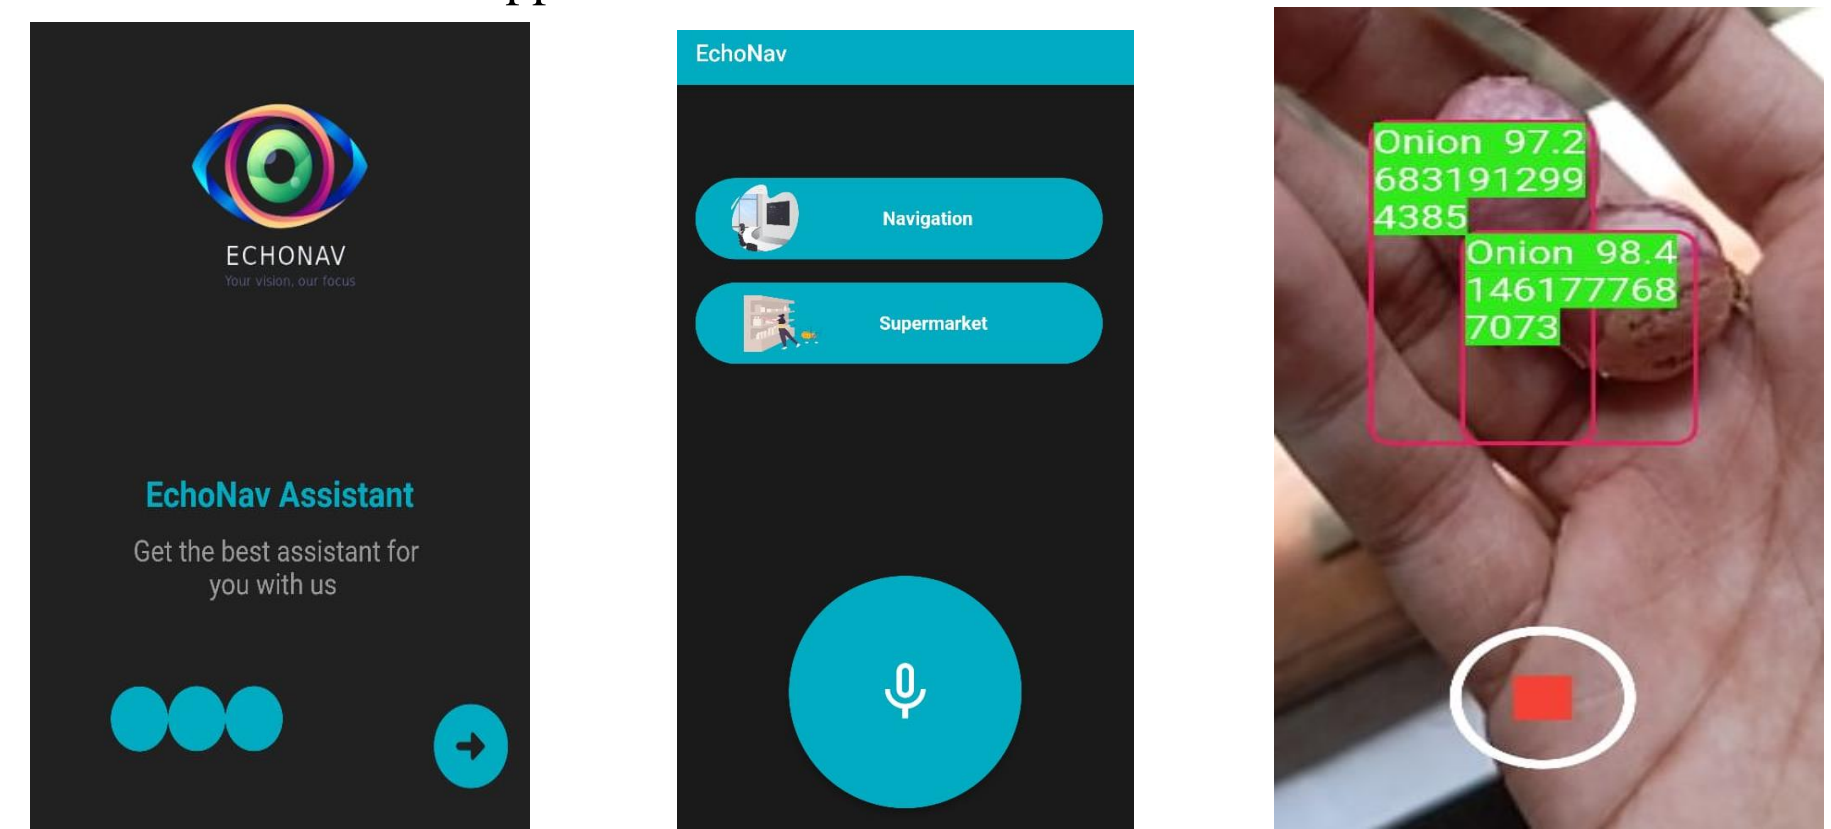 ECHONAV
Your vision, our focus
EchoNav Assistant
Get the best assistant for
you with us
EchoNav
Navigation
Supermarket
Onion 97.2
683191299
4385
Onion 98.4
146177768
7073